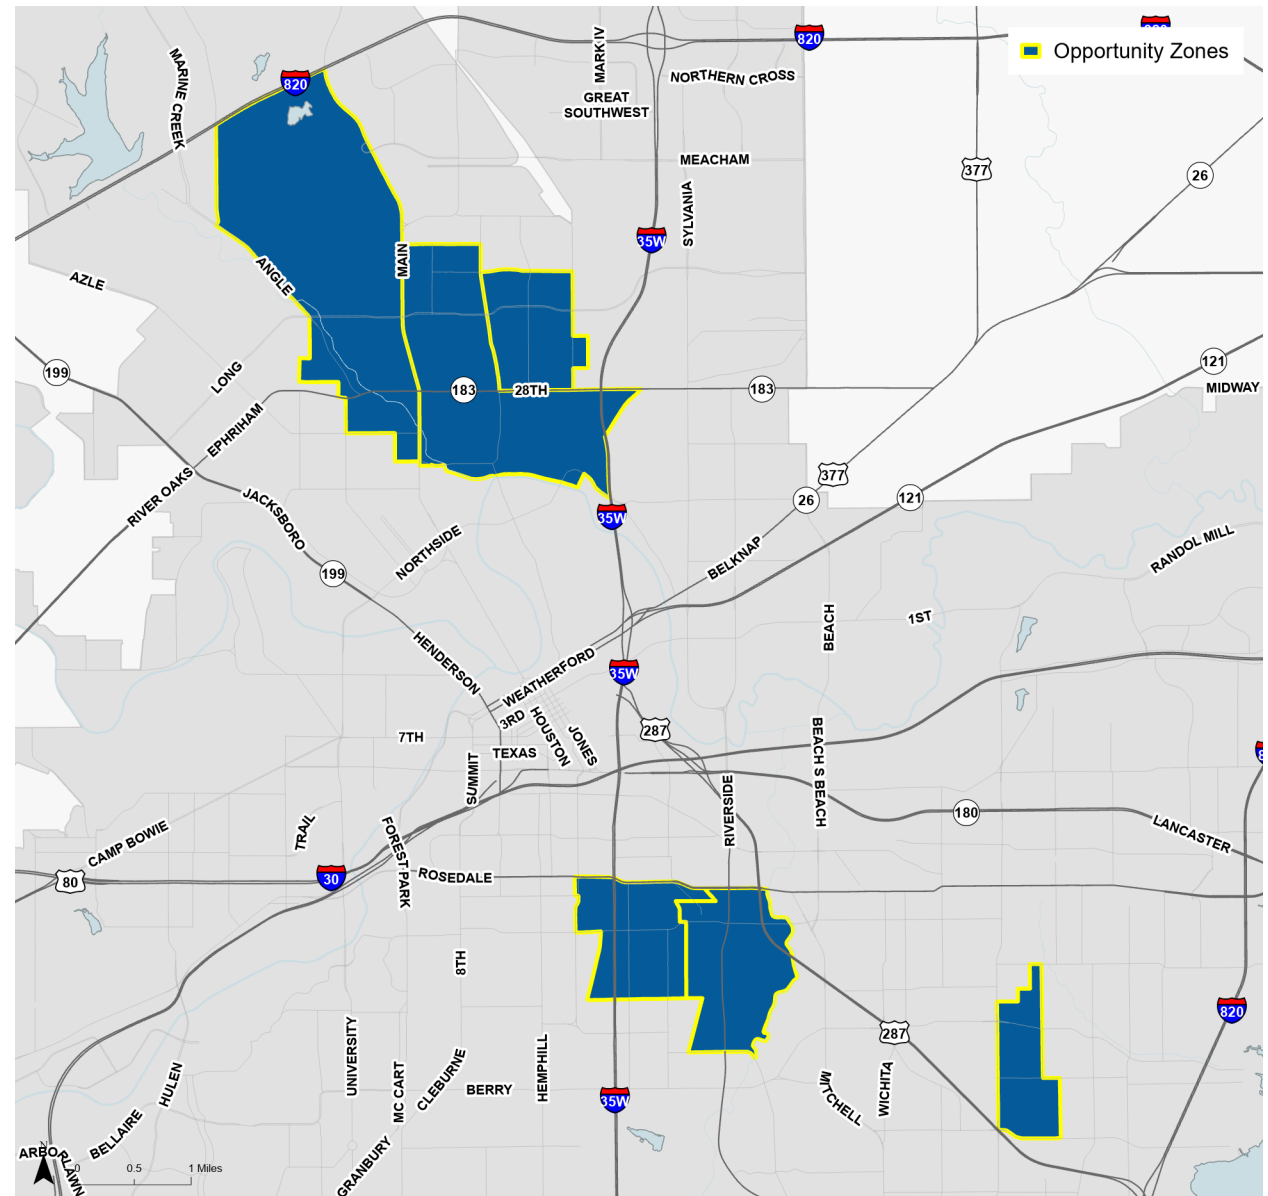 MARINE CREEK
MARK IV
820
820
Opportunity Zones
820
NORTHERN CROSS
GREAT
SOUTHWEST
MEACHAM
377
26
SYLVANIA
35W
AZLE
ANGLE
MAIN
199
LONG
183
28TH
183
121
MIDWAY
EPHRIHAM
RIVER OAKS
JACKSBORO
377
26
121
35W
NORTHSIDE
BELKNAP
RANDOL MILL
199
BEACH
1ST
HENDERSON
WEATHERFORD
35W
3RD
HOUSTON
JONES
287
7TH
TEXAS
SUMMIT
BEACH S BEACH
RIVERSIDE
180
LANCASTER
CAMP BOWIE
TRAIL
FOREST PARK
80
30
ROSEDALE
8TH
820
287
UNIVERSITY
MC CART
CLEBURNE
BERRY
HEMPHILL
35W
MITCHELL
WICHITA
HULEN
BELLAIRE
GRANBURY
ARBORLAWN
N
0 0.5 1 Miles